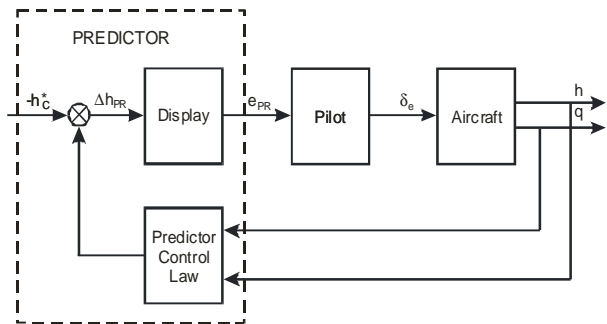 PREDICTOR
-h*c
ΔhPR
Display
ePR
Pilot
δe
Aircraft
h
q
Predictor
Control
Law